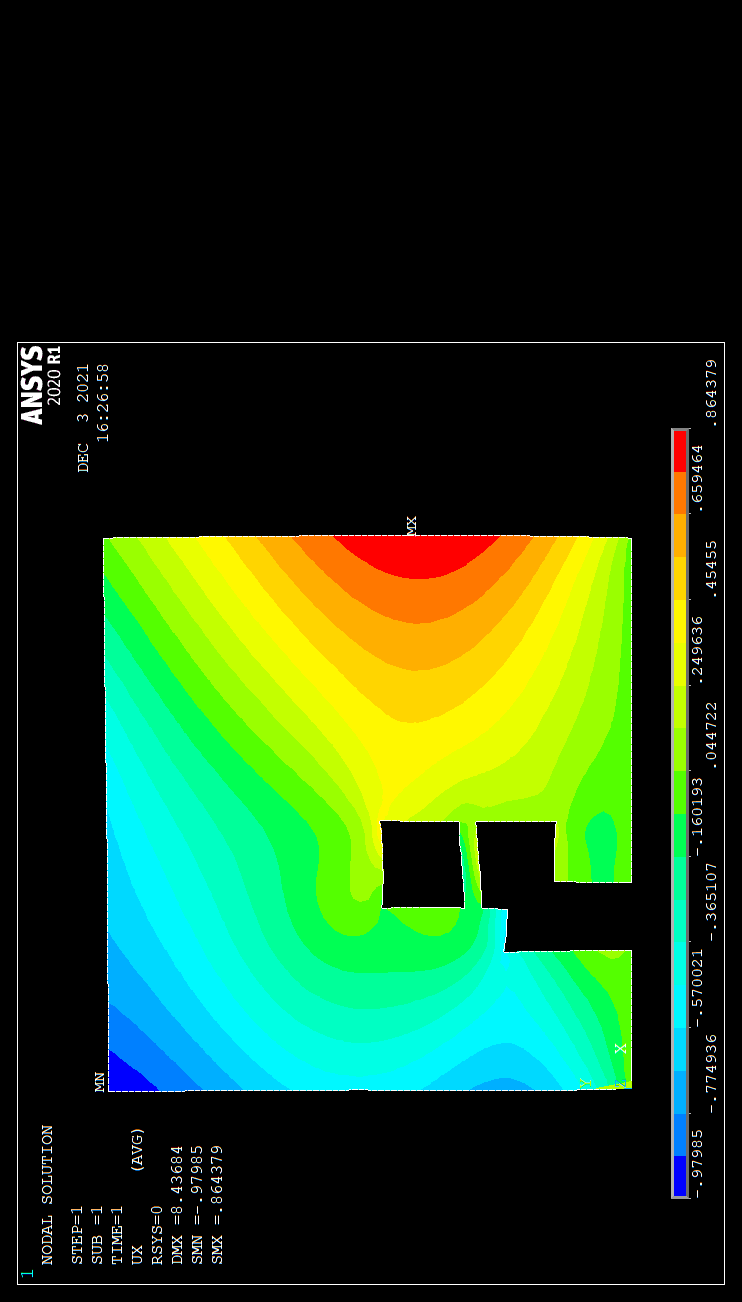 1
NODAL SOLUTION
STEP=1
SUB =1
TIME=1
UX (AVG)
RSYS=0
DMX =8.43684
SMN =-.97985
SMX =.864379
ANSYS
2020 R1
DEC 3 2021
16:26:58
MN
MX
Y
Z X
-.97985
-.774936
-.570021
-.365107
-.160193
.044722
.249636
.45455
.659464
.864379